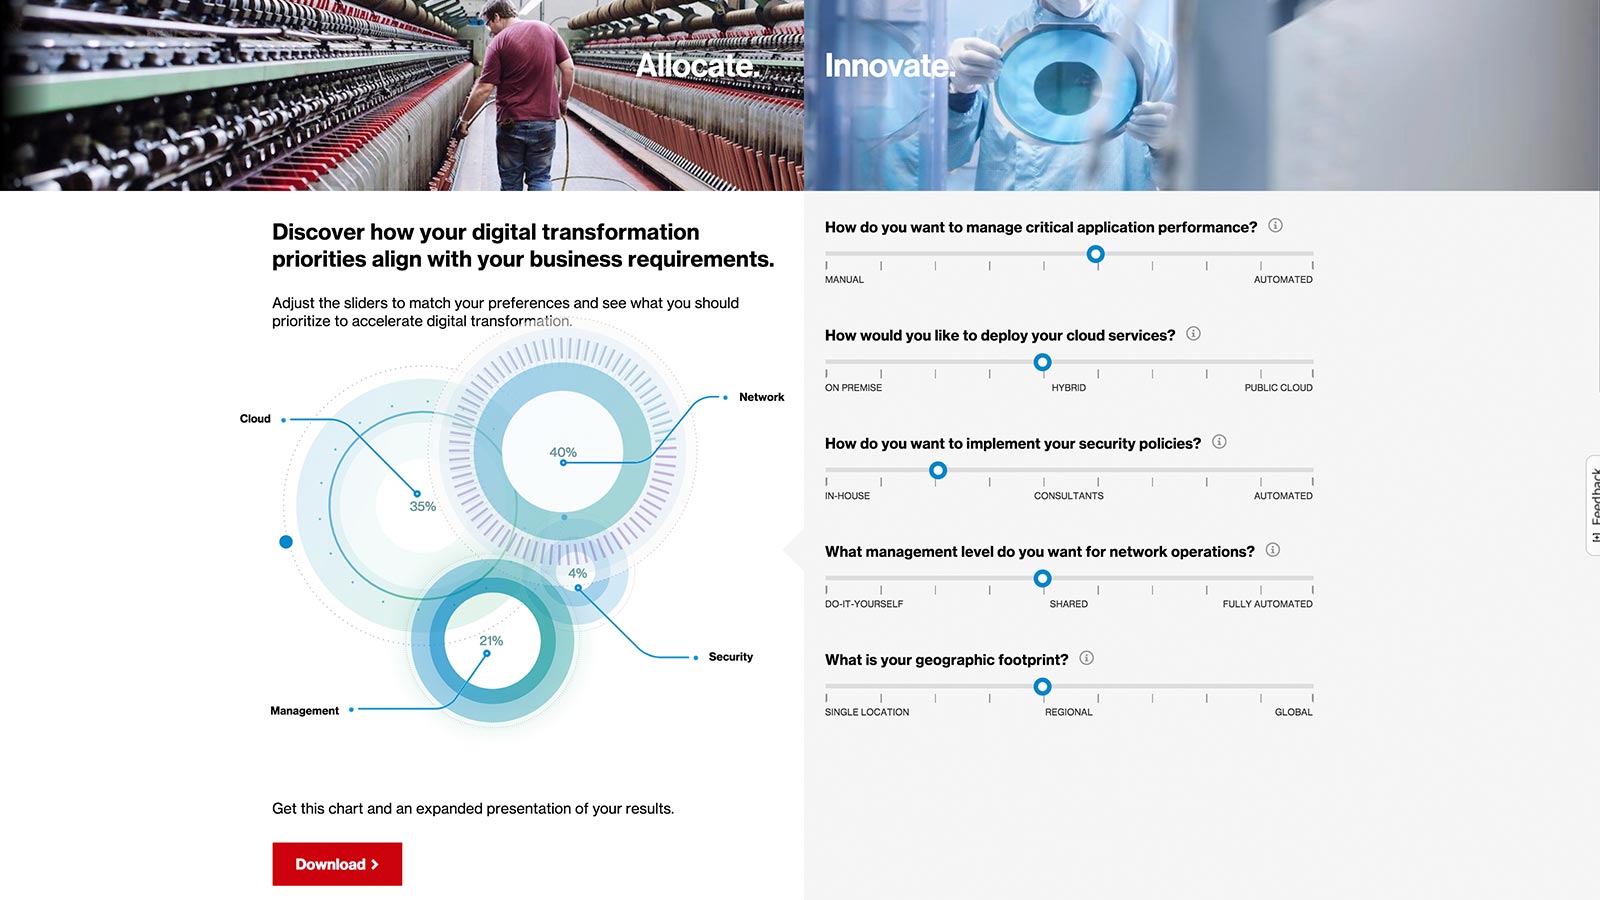 Allocate.
Innovate.
Discover how your digital transformation
priorities align with your business requirements.
Adjust the sliders to match your preferences and see what you should
prioritize to accelerate digital transformation.
Cloud
Network
40%
35%
4%
21%
Security
Management
Get this chart and an expanded presentation of your results.
Download >
How do you want to manage critical application performance?
MANUAL AUTOMATED
How would you like to deploy your cloud services?
ON PREMISE HYBRID PUBLIC CLOUD
How do you want to implement your security policies?
IN-HOUSE CONSULTANTS AUTOMATED
What management level do you want for network operations?
DO-IT-YOURSELF SHARED FULLY AUTOMATED
What is your geographic footprint?
SINGLE LOCATION REGIONAL GLOBAL
[+] Feedback